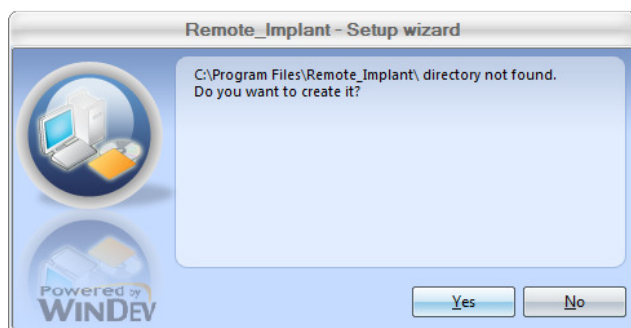 Remote_Implant - Setup wizard
C:\Program Files\Remote_Implant\ directory not found.
Do you want to create it?
Powered by
WINDEV
Yes
No